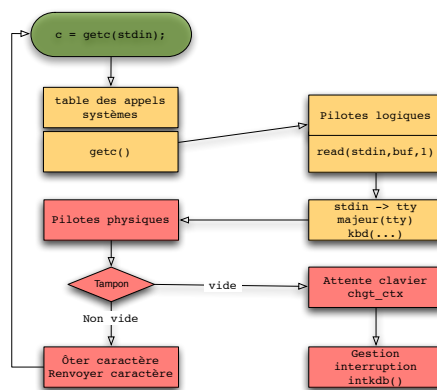 c = getc(stdin);
table des appels
systèmes
getc()
Pilotes logiques
read(stdin,buf,1)
stdin -> tty
majeur(tty)
kbd(...)
Pilotes physiques
Tampon
vide
Attente clavier
chgt_ctx
Non vide
Ôter caractère
Renvoyer caractère
Gestion
interruption
intkdb()